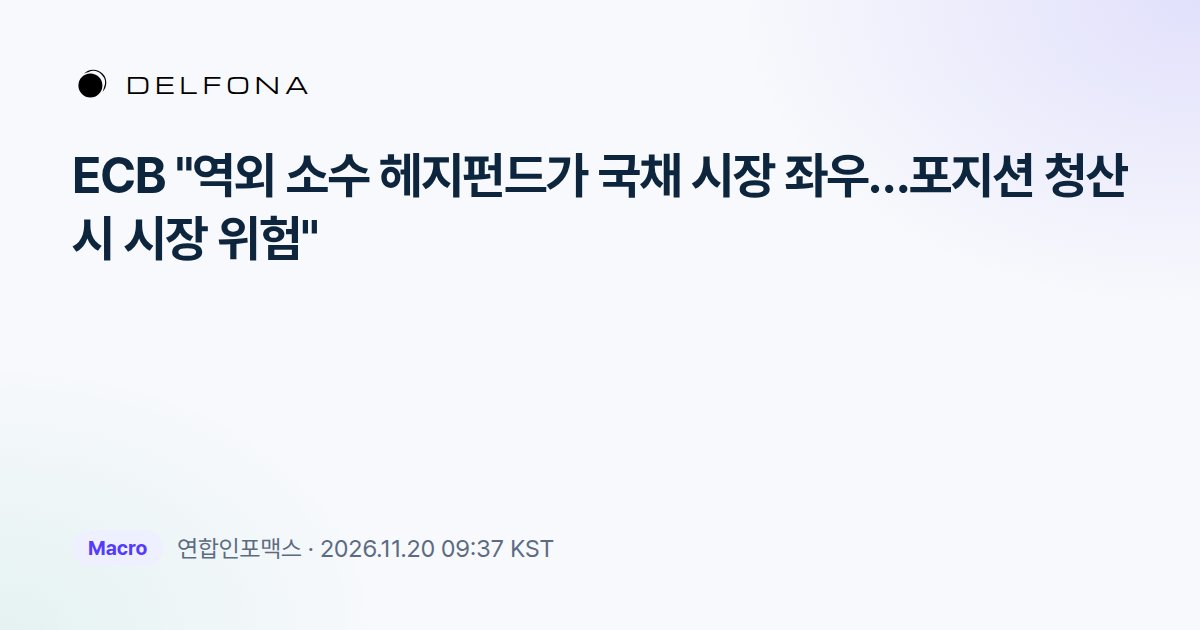 DELFONA
ECB "역외 소수 헤지펀드가 국채 시장 좌우…포지션 청산
시 시장 위험"
Macro 연합인포맥스 · 2026.11.20 09:37 KST